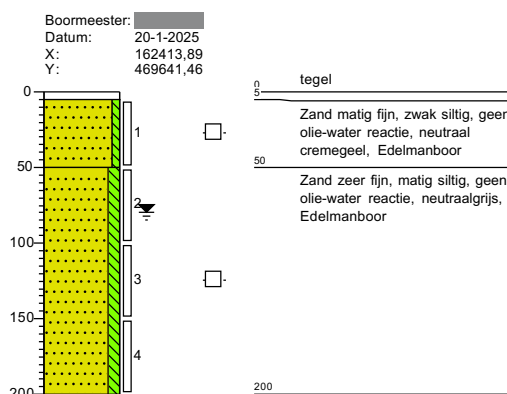 Boormeester:
Datum: 20-1-2025
X: 162413,89
Y: 469641,46
0
50
100
150
200
1
2
3
4
0
tegel
5
Zand matig fijn, zwak siltig, geen
olie-water reactie, neutraal
cremegeel, Edelmanboor
50
Zand zeer fijn, matig siltig, geen
olie-water reactie, neutraalgrijs,
Edelmanboor
200